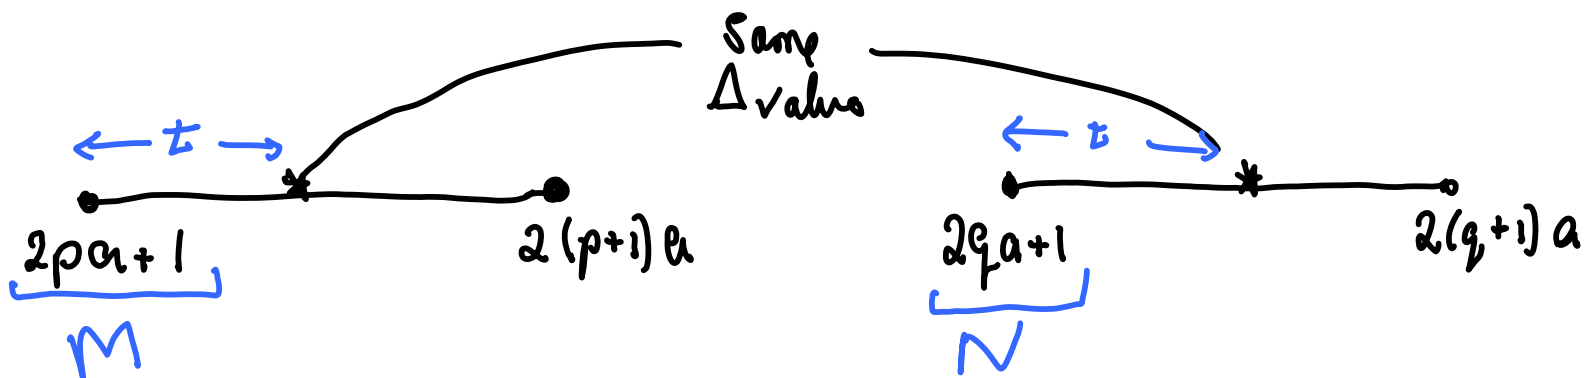 Same
Δ value
t
t
2pa+1
2(p+1)a
2qa+1
2(q+1)a
M
N